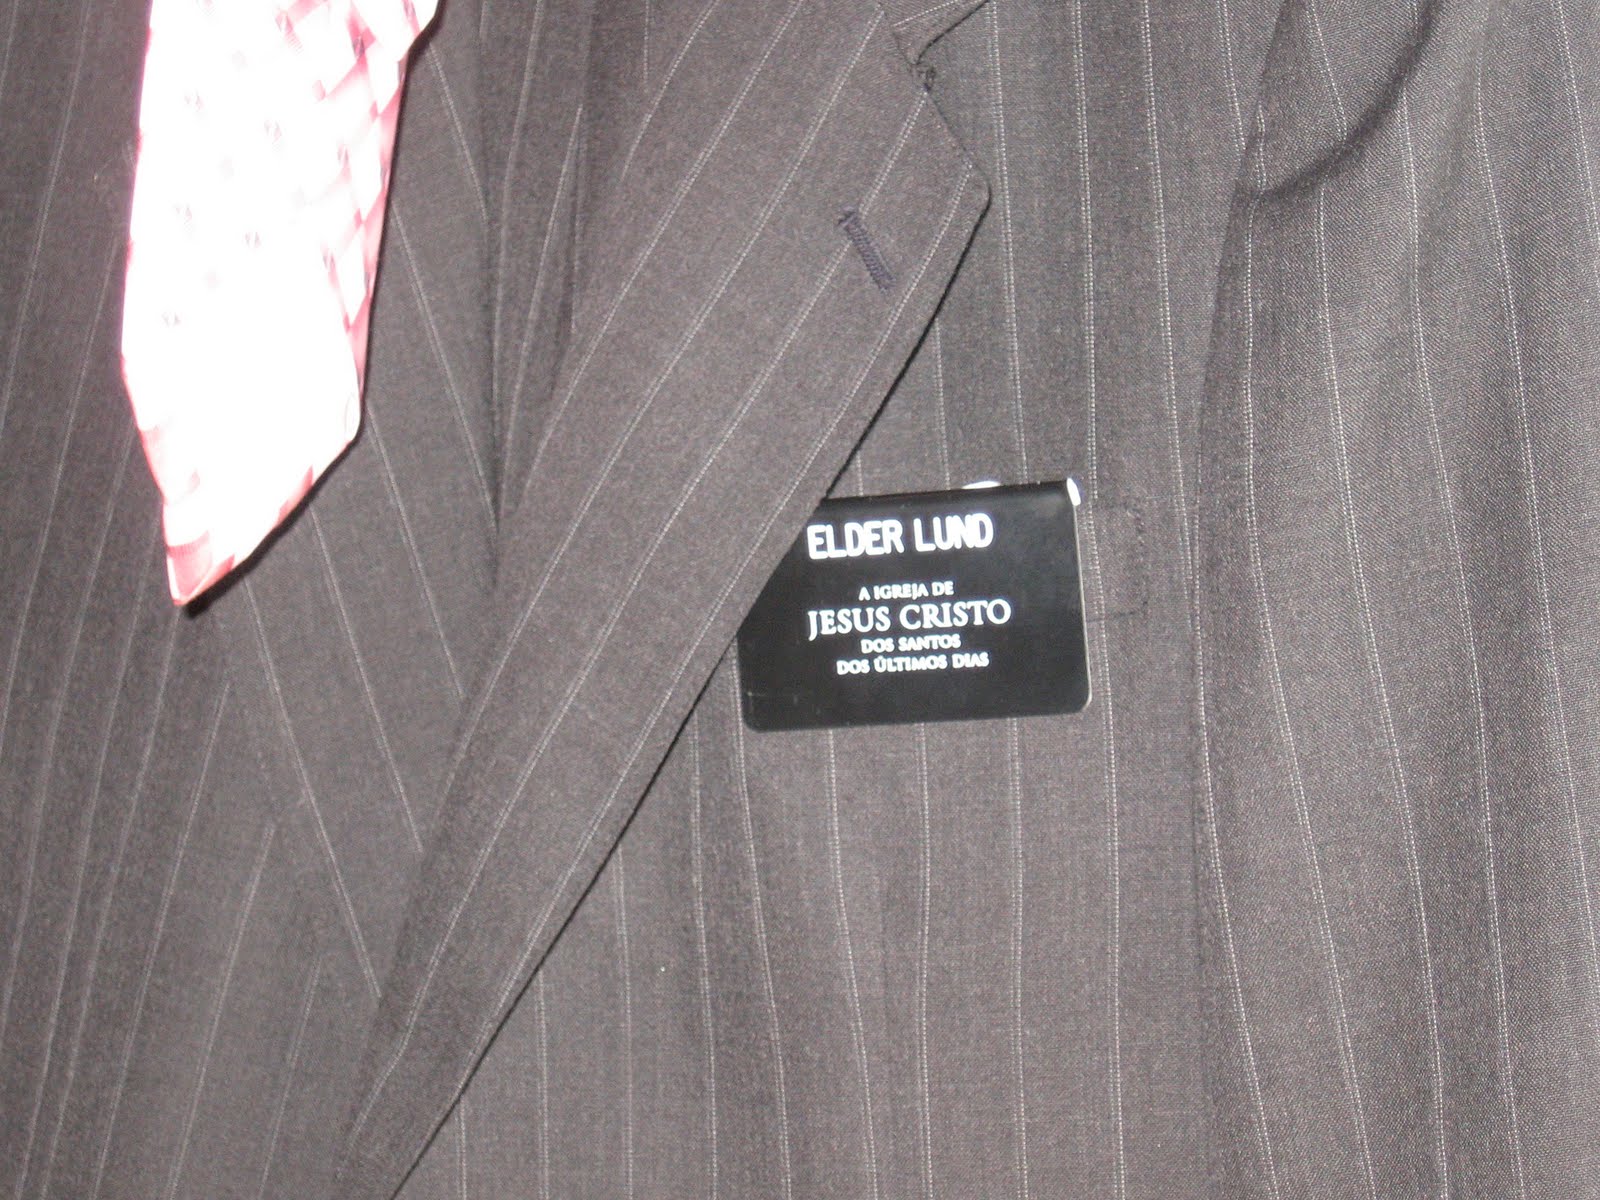 ELDER LUND
A IGREJA DE
JESUS CRISTO
DOS SANTOS
DOS ÚLTIMOS DIAS